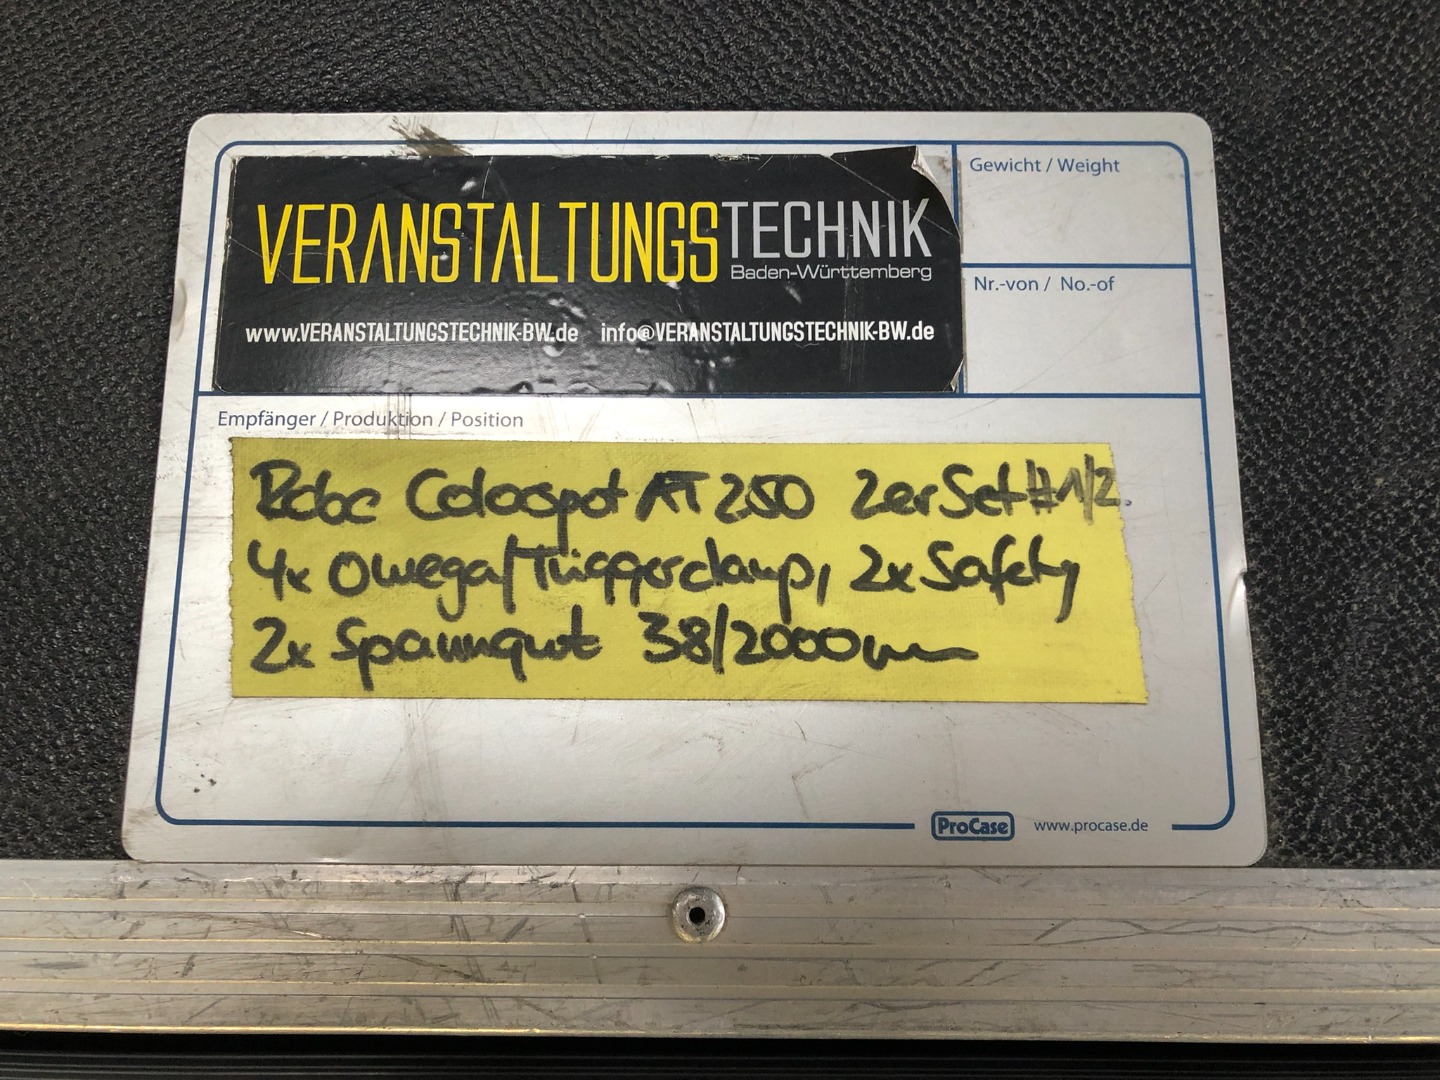 VERANSTALTUNGSTECHNIK
Baden-Württemberg
www.VERANSTALTUNGSTECHNIK-BW.de info@VERANSTALTUNGSTECHNIK-BW.de
Gewicht / Weight
Nr.-von / No.-of
Empfänger / Produktion / Position
Robe Colorspot AT 250 2er Set #1/2
4x Omega/Triggerclamp, 2x Safety
2x Spanngurt 38/2000mm
ProCase www.procase.de